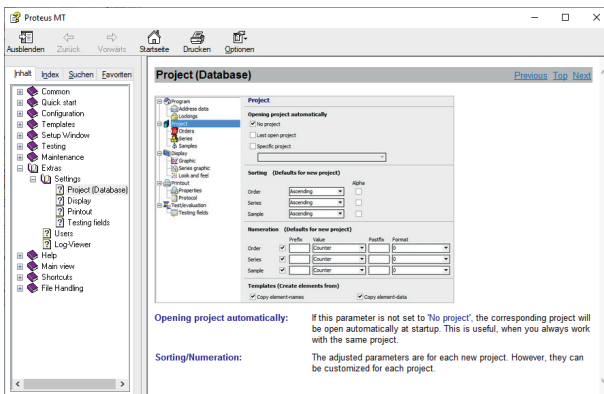 Proteus MT
Ausblenden Zurück Vorwärts Startseite Drucken Optionen
Inhalt Index Suchen Favoriten
Common
Quick start
Configuration
Templates
Setup Window
Testing
Maintenance
Extras
Settings
Project (Database)
Display
Printout
Testing fields
Users
Log-Viewer
Help
Main view
Shortcuts
File Handling
Project (Database)
Previous Top Next
Program
Address data
Lockings
Project
Orders
Series
Samples
Display
Graphic
Series graphic
Look and feel
Printout
Properties
Protocol
Test/evaluation
Testing fields
Project
Opening project automatically
No project
Last open project
Specific project
Sorting (Defaults for new project)
Alpha
Order Ascending
Series Ascending
Sample Ascending
Numeration (Defaults for new project)
Prefix Value Postfix Format
Order Counter 0
Series Counter 0
Sample Counter 0
Templates (Create elements from)
Copy element-names Copy element-data
Opening project automatically: If this parameter is not set to 'No project', the corresponding project will
be open automatically at startup. This is useful, when you always work
with the same project.
Sorting/Numeration: The adjusted parameters are for each new project. However, they can
be customized for each project.